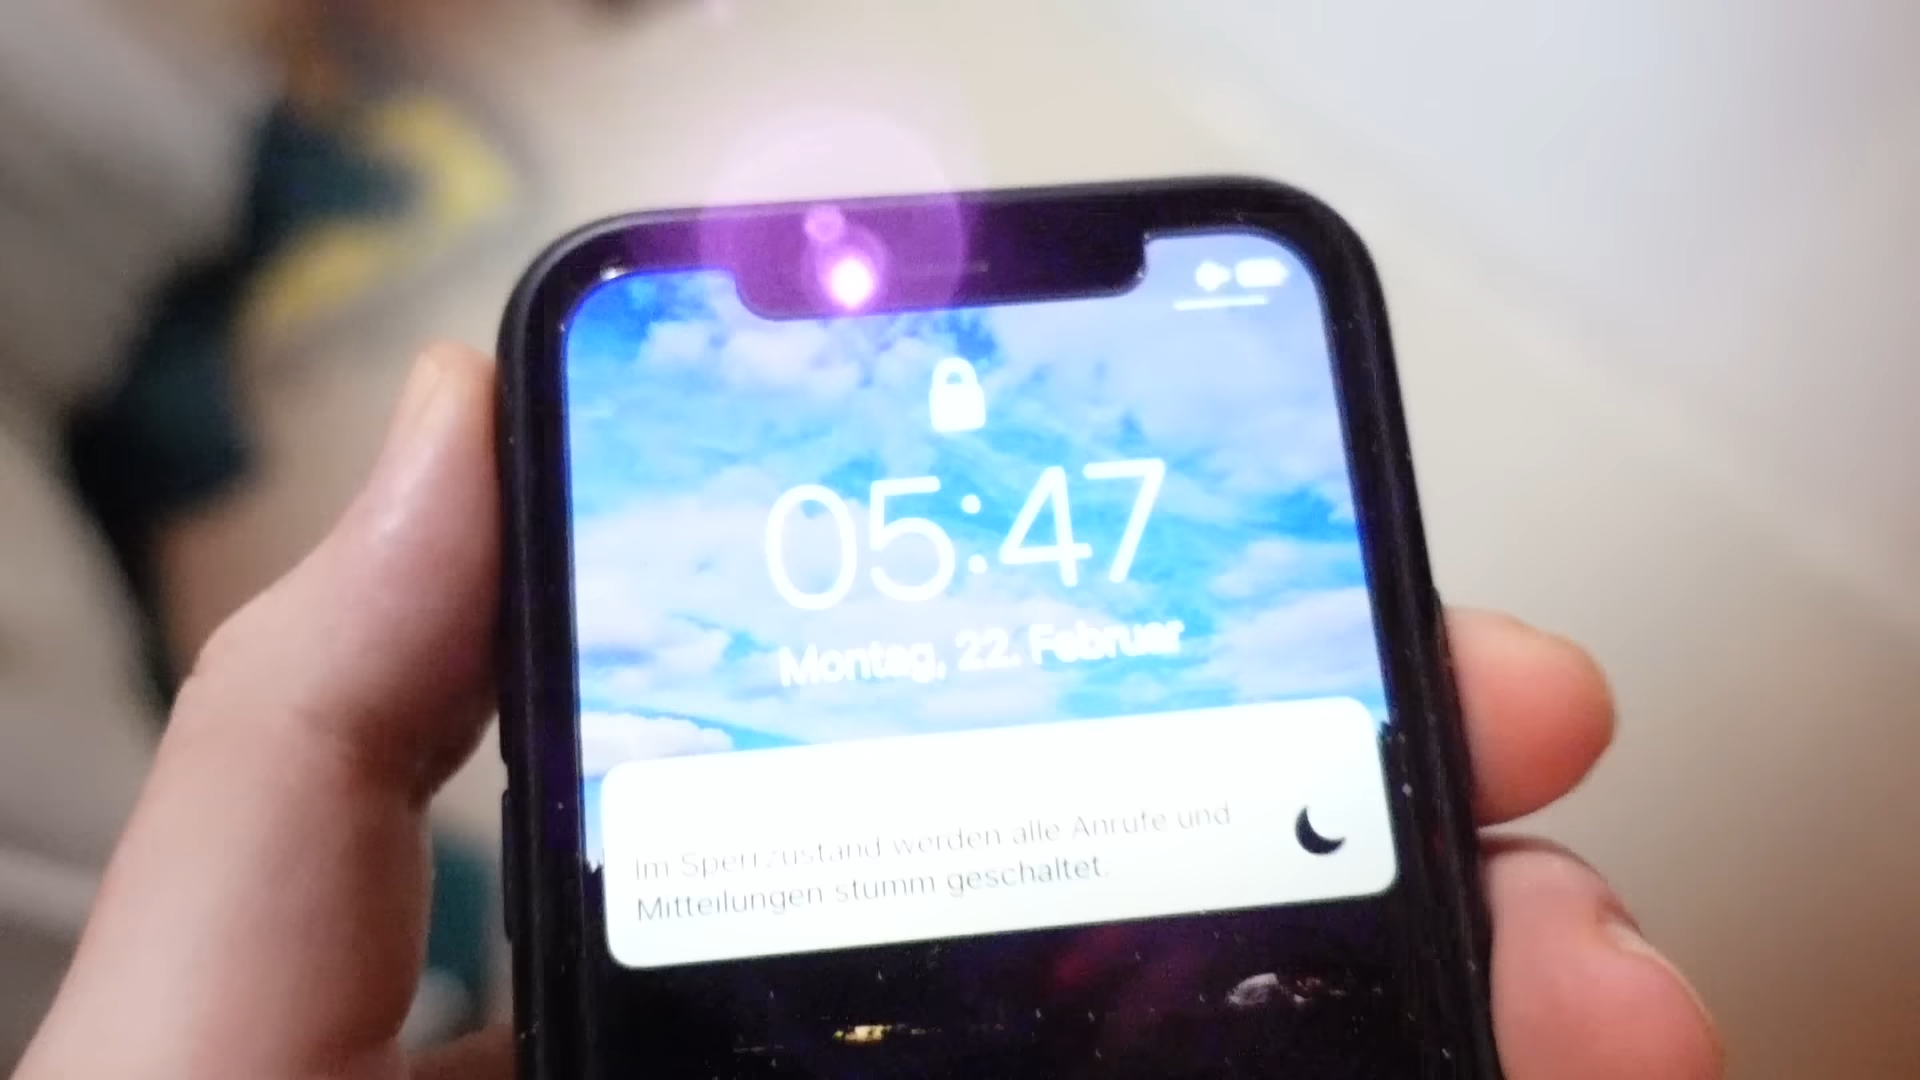 05:47
Montag, 22. Februar
Im Sperrzustand werden alle Anrufe und
Mitteilungen stumm geschaltet.